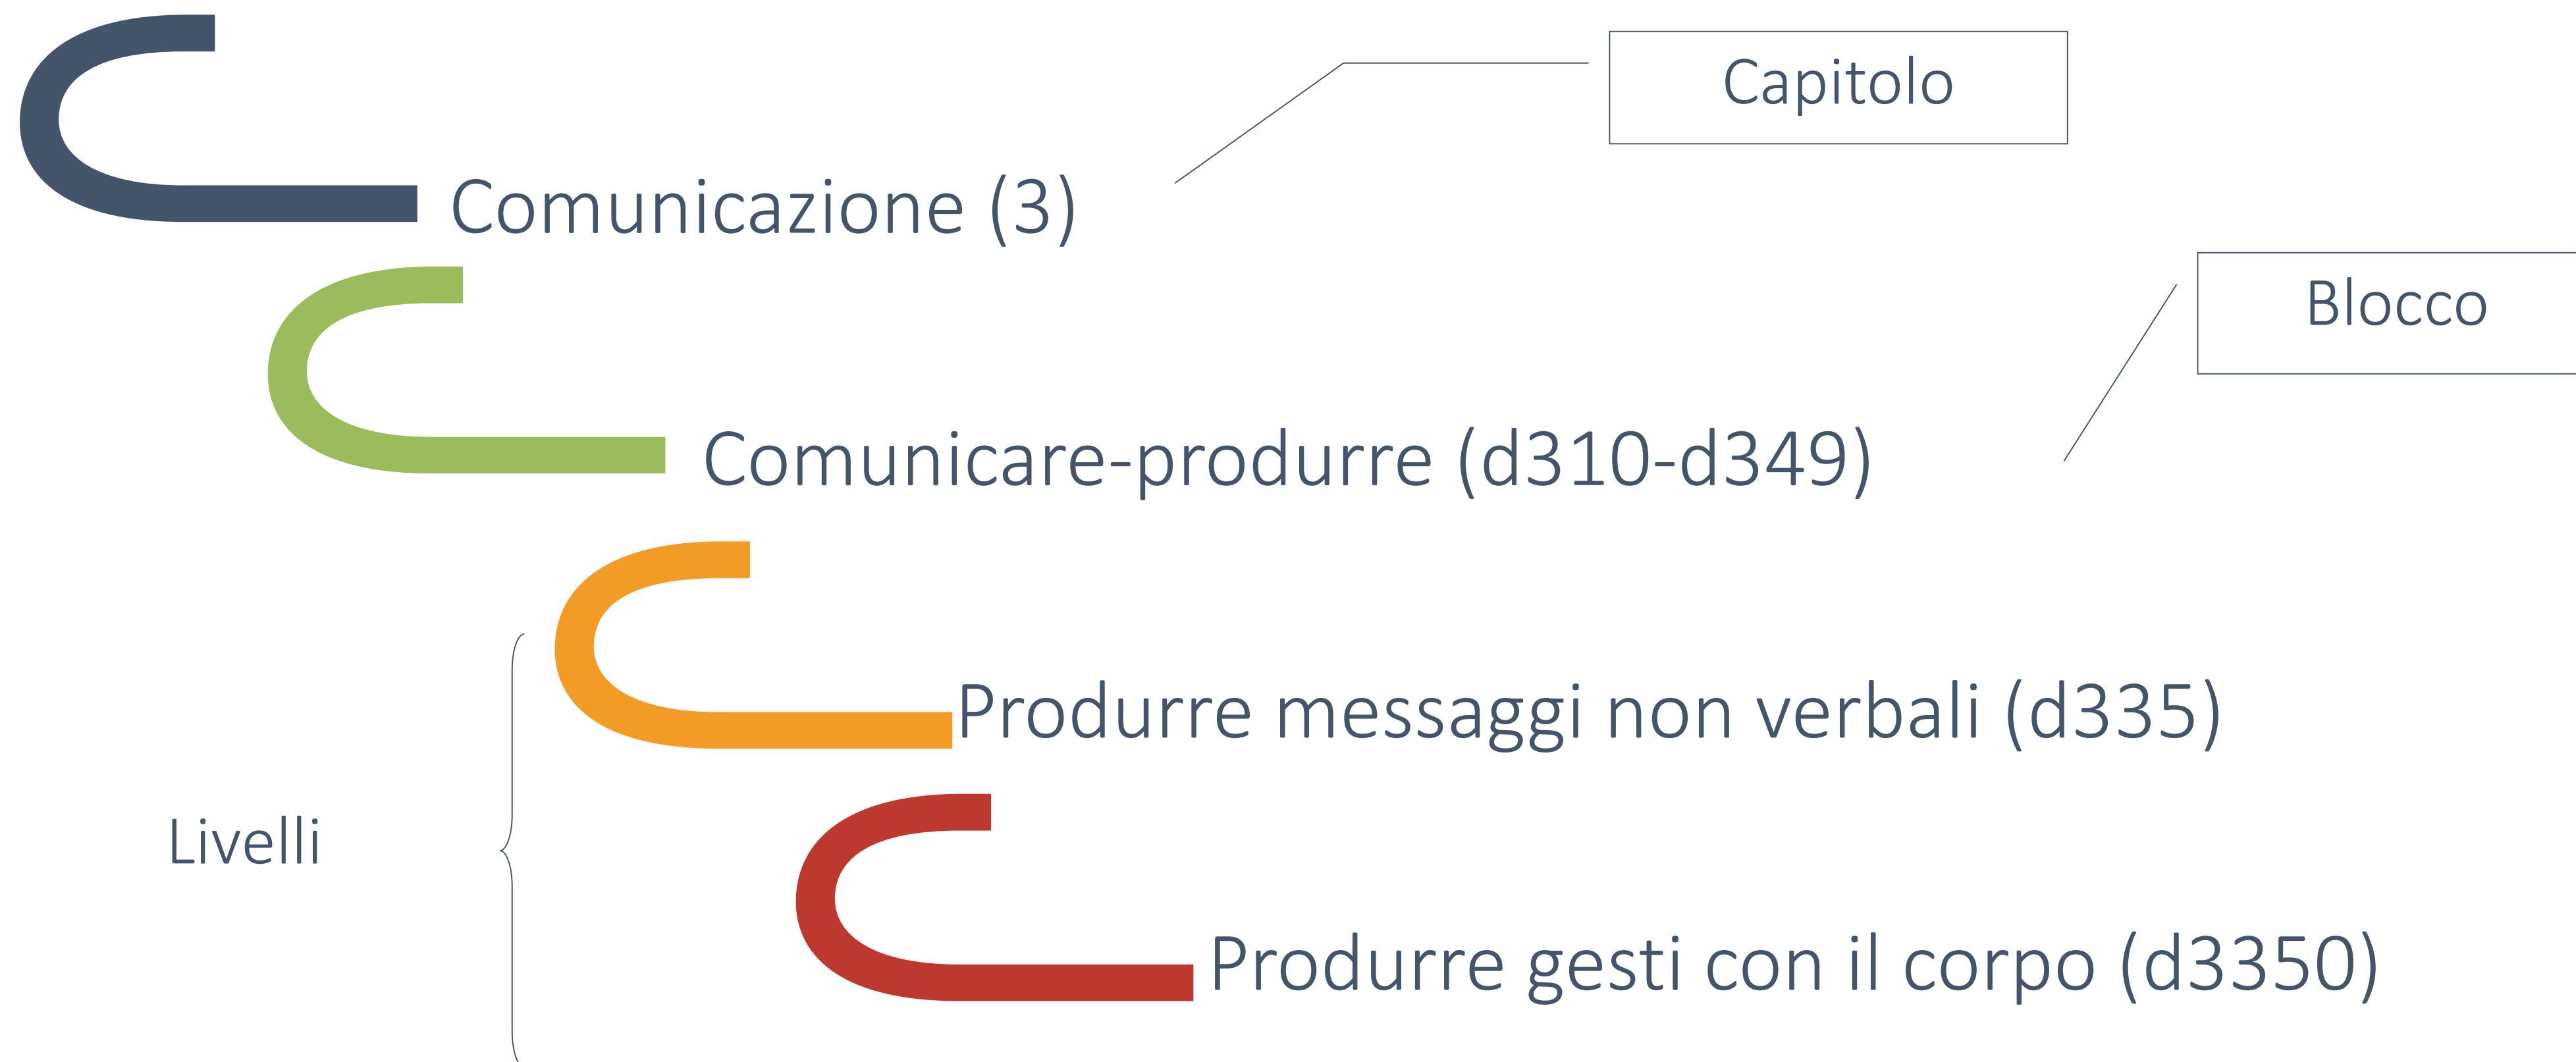 Capitolo
Comunicazione (3)
Blocco
Comunicare-produrre (d310-d349)
Produrre messaggi non verbali (d335)
Livelli
Produrre gesti con il corpo (d3350)